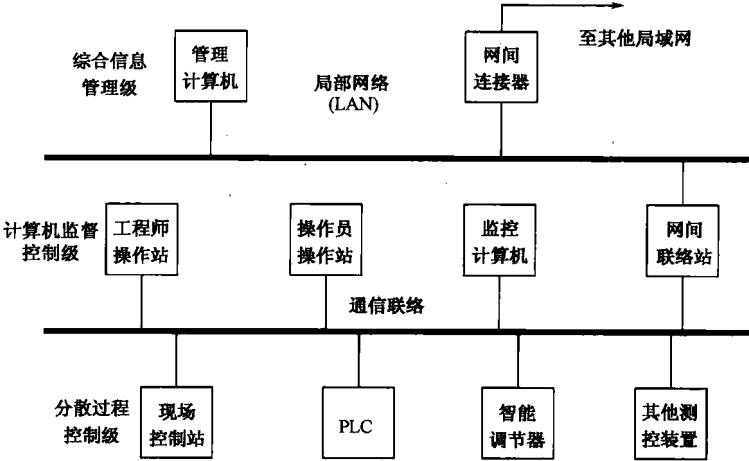 综合信息
管理级
管理
计算机
局部网络
(LAN)
网间
连接器
至其他局域网
计算机监督
控制级
工程师
操作站
操作员
操作站
监控
计算机
网间
联络站
通信联络
分散过程
控制级
现场
控制站
PLC
智能
调节器
其他测
控装置